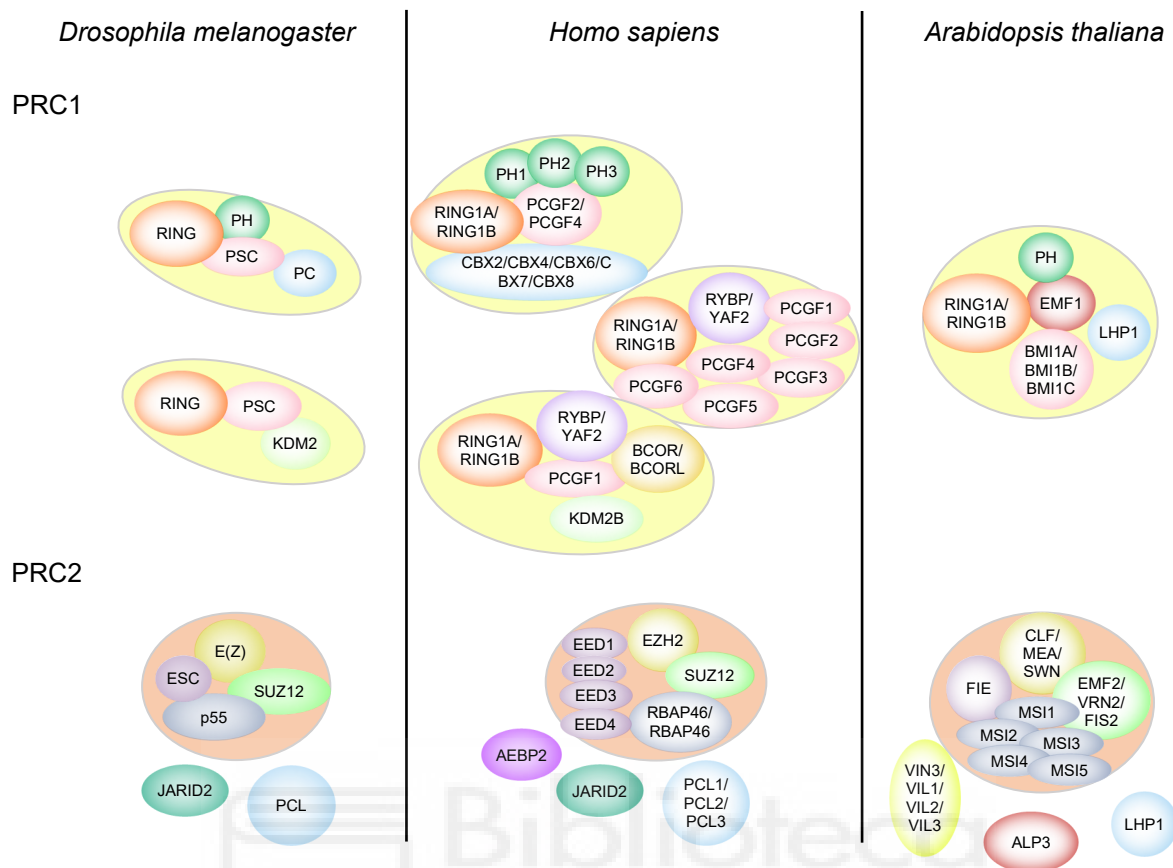 Drosophila melanogaster
Homo sapiens
Arabidopsis thaliana
PRC1
RING
PH
PSC
PC
RING
PSC
KDM2
PH1
PH2
PH3
RING1A/
RING1B
PCGF2/
PCGF4
CBX2/CBX4/CBX6/C
BX7/CBX8
RING1A/
RING1B
RYBP/
YAF2
PCGF1
PCGF2
PCGF4
PCGF3
PCGF6
PCGF5
RING1A/
RING1B
RYBP/
YAF2
BCOR/
BCORL
PCGF1
KDM2B
PH
RING1A/
RING1B
EMF1
LHP1
BMI1A/
BMI1B/
BMI1C
PRC2
E(Z)
ESC
SUZ12
p55
JARID2
PCL
EED1
EED2
EED3
EED4
EZH2
SUZ12
RBAP46/
RBAP46
AEBP2
JARID2
PCL1/
PCL2/
PCL3
CLF/
MEA/
SWN
FIE
EMF2/
VRN2/
FIS2
MSI1
MSI2
MSI3
MSI4
MSI5
VIN3/
VIL1/
VIL2/
VIL3
ALP3
LHP1
Biblioteca